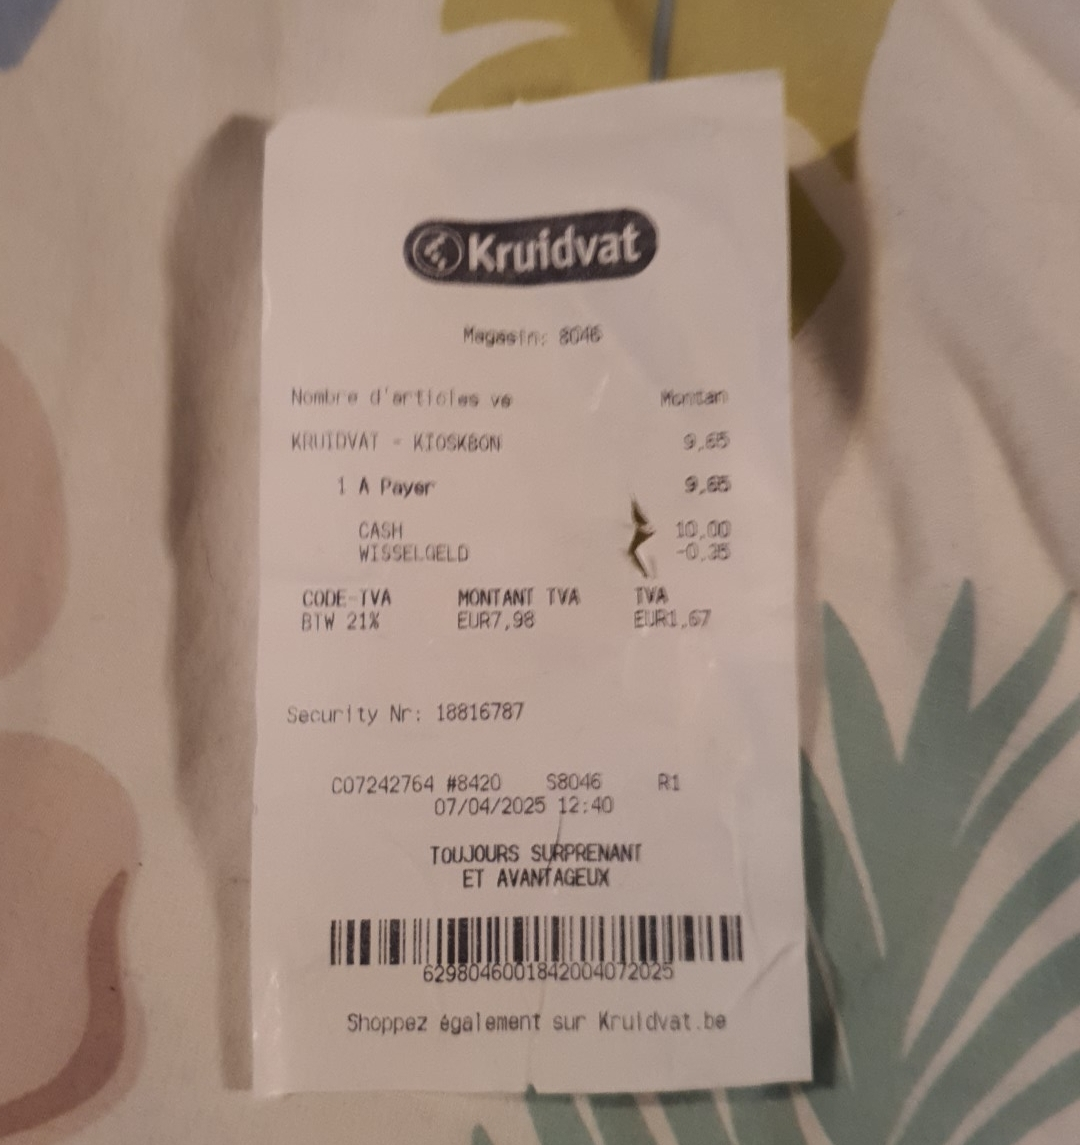 Kruidvat
Magasin: 8046
Nombre d'articles ve Montan
KRUIDVAT - KIOSKBON 9,65
1 A Payer 9,65
CASH 10,00
WISSELGELD -0,35
CODE-TVA MONTANT TVA TVA
BTW 21% EUR7,98 EUR1,67
Security Nr: 18816787
C07242764 #8420 S8046 R1
07/04/2025 12:40
TOUJOURS SURPRENANT
ET AVANTAGEUX
6298046001842004072025
Shoppez également sur Kruidvat.be